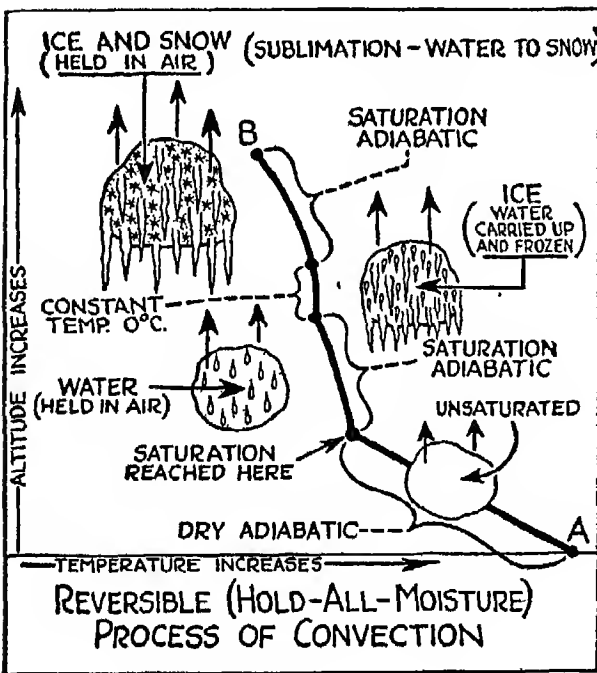 ICE AND SNOW
(HELD IN AIR)
(SUBLIMATION - WATER TO SNOW)
B
SATURATION
ADIABATIC
ICE
(WATER
CARRIED UP
AND FROZEN)
CONSTANT
TEMP. 0°C.
WATER
(HELD IN AIR)
SATURATION
ADIABATIC
UNSATURATED
SATURATION
REACHED HERE
DRY ADIABATIC
A
ALTITUDE INCREASES
TEMPERATURE INCREASES
REVERSIBLE (HOLD-ALL-MOISTURE)
PROCESS OF CONVECTION